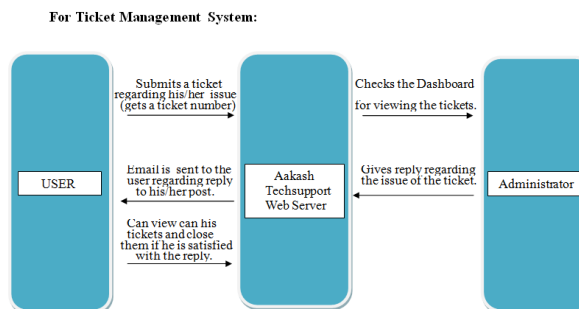 For Ticket Management System:
Submits a ticket
regarding his/her issue
(gets a ticket number)
Checks the Dashboard
for viewing the tickets.
USER
Email is sent to the
user regarding reply
to his/her post.
Aakash
Techsupport
Web Server
Gives reply regarding
the issue of the ticket.
Administrator
Can view can his
tickets and close
them if he is satisfied
with the reply.